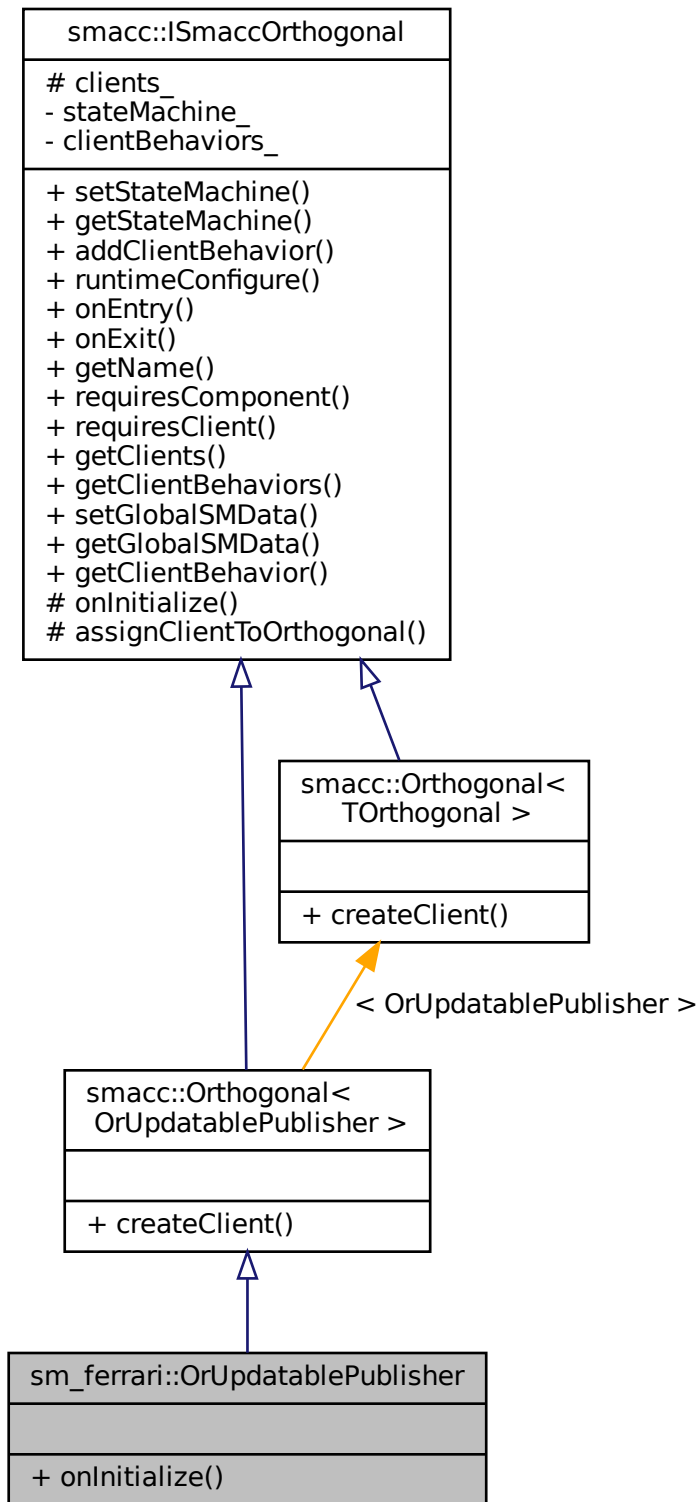 smacc::ISmaccOrthogonal
# clients_
- stateMachine_
- clientBehaviors_
+ setStateMachine()
+ getStateMachine()
+ addClientBehavior()
+ runtimeConfigure()
+ onEntry()
+ onExit()
+ getName()
+ requiresComponent()
+ requiresClient()
+ getClients()
+ getClientBehaviors()
+ setGlobalSMData()
+ getGlobalSMData()
+ getClientBehavior()
# onInitialize()
# assignClientToOrthogonal()
smacc::Orthogonal<
TOrthogonal >
+ createClient()
< OrUpdatablePublisher >
smacc::Orthogonal<
OrUpdatablePublisher >
+ createClient()
sm_ferrari::OrUpdatablePublisher
+ onInitialize()